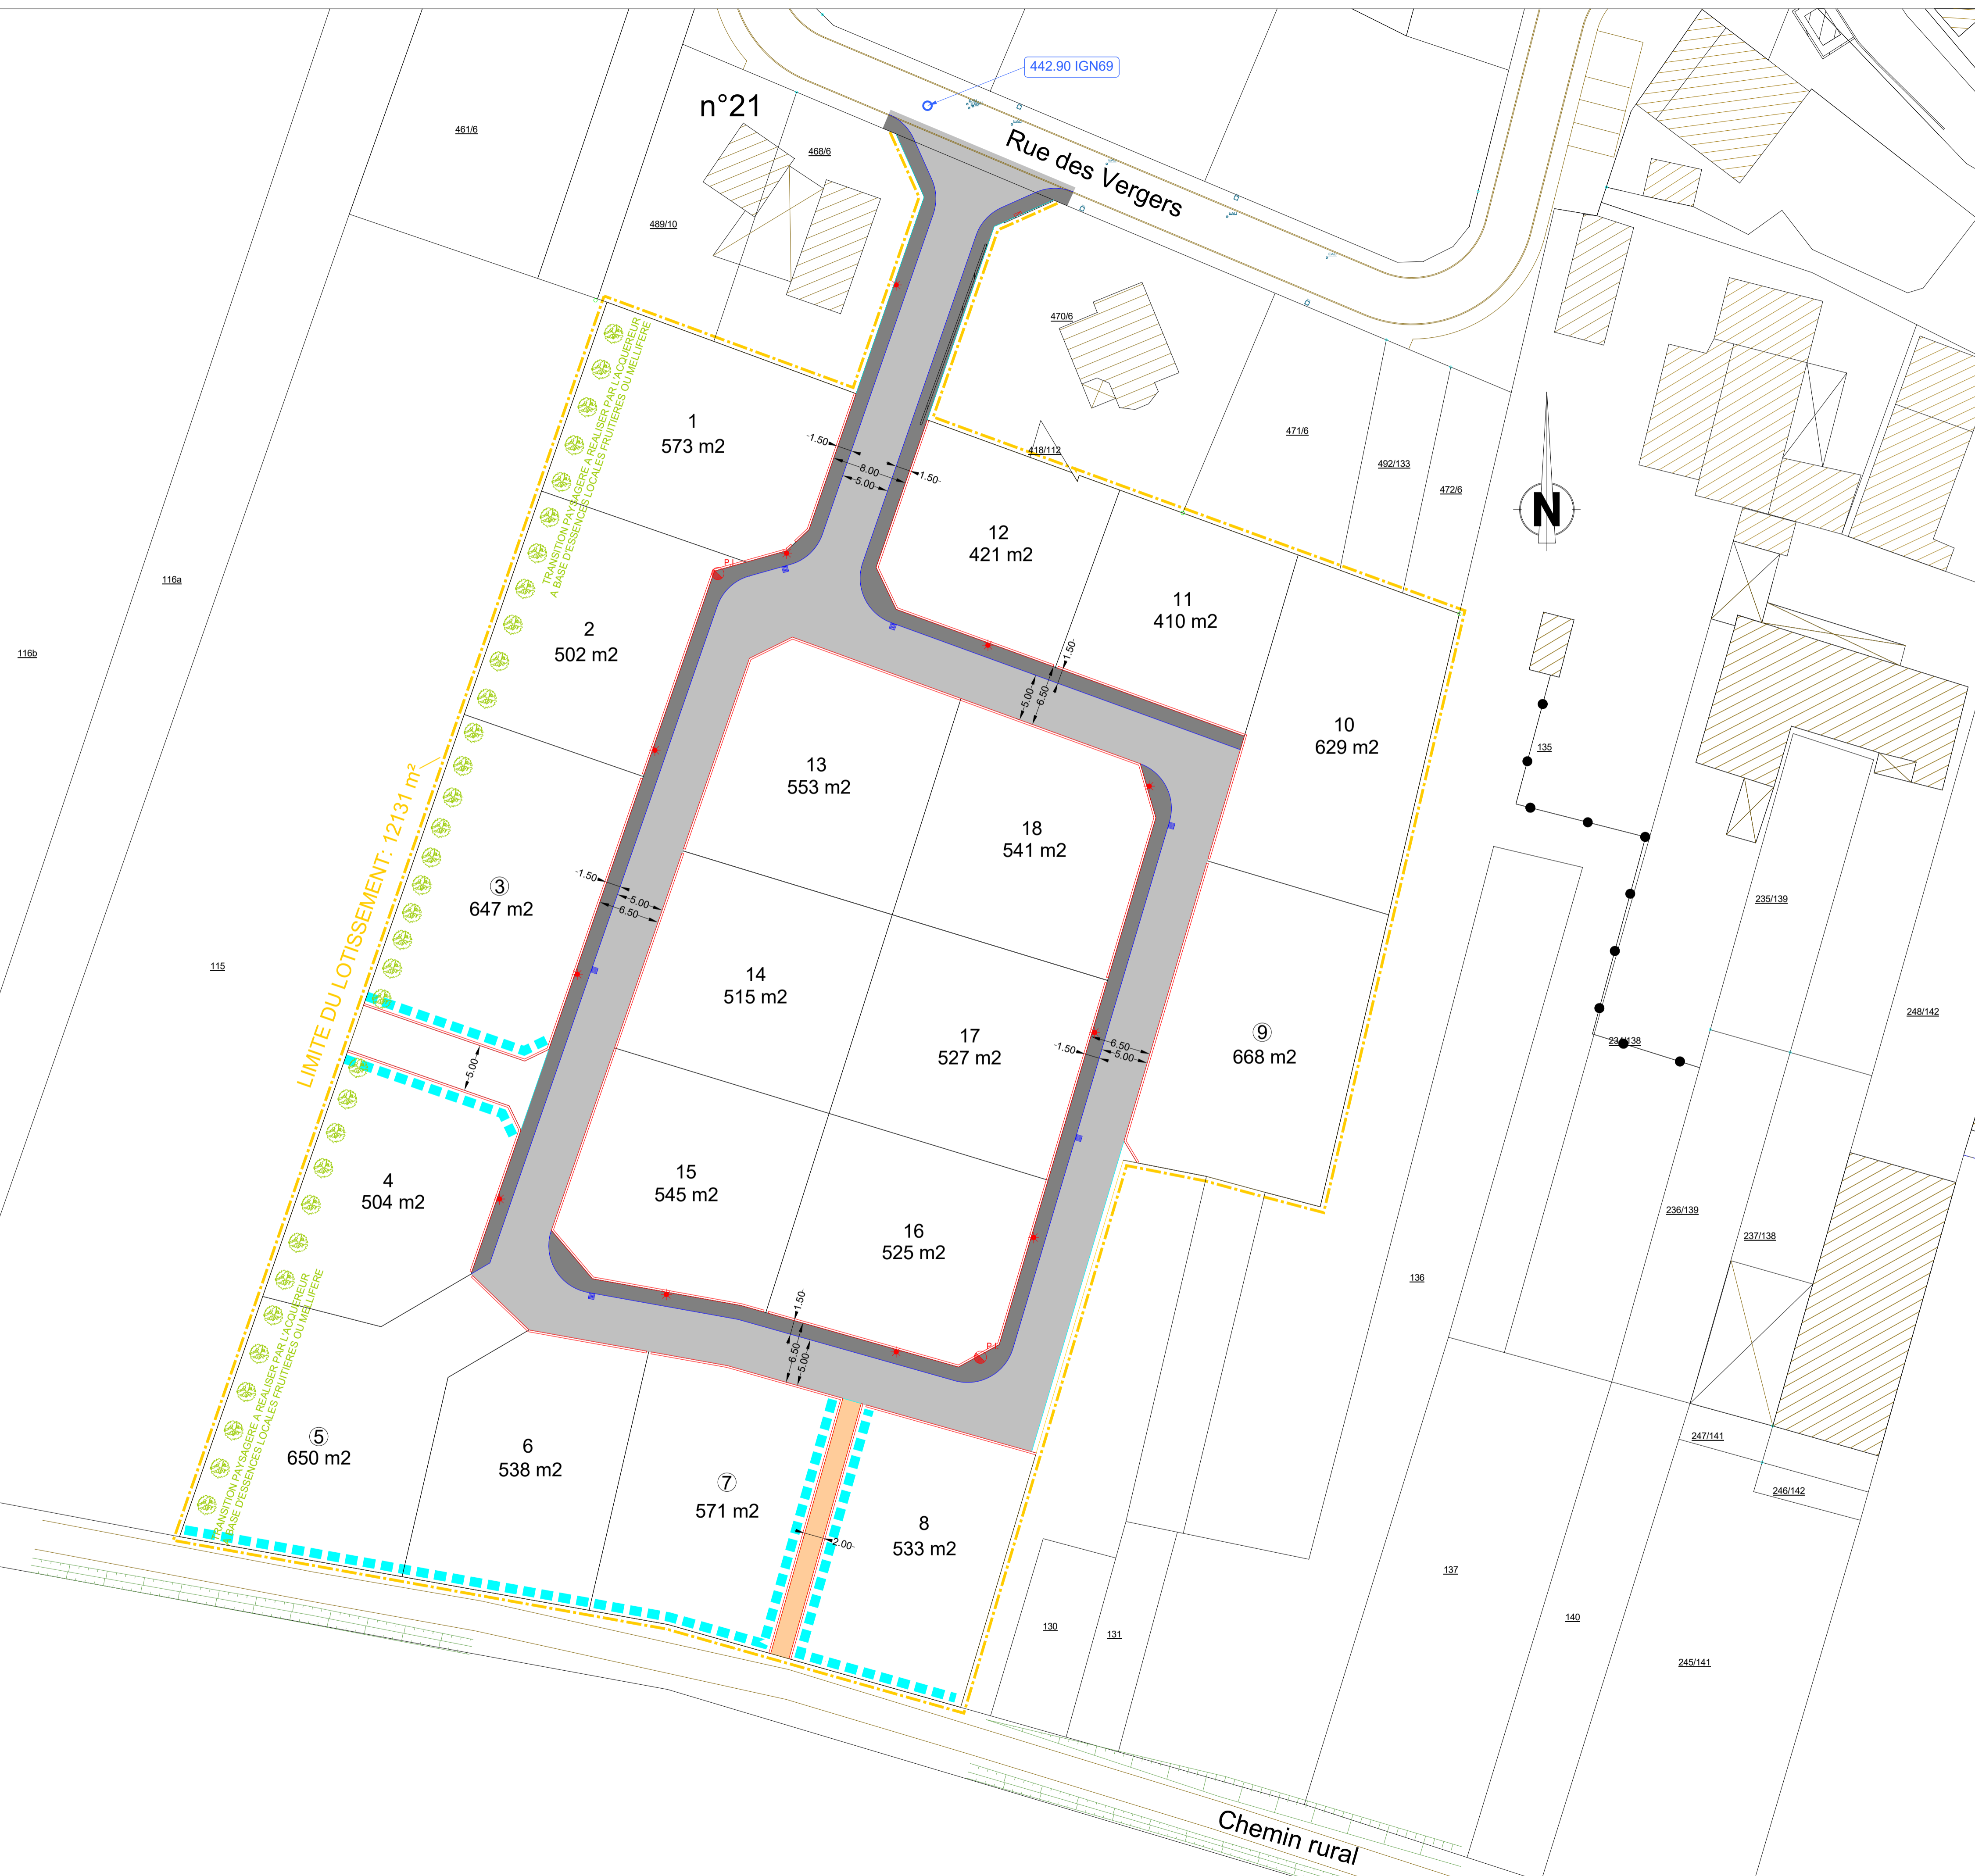 442.90 IGN69
n°21
Rue des Vergers
461/6
468/6
489/10
470/6
418/112
471/6
492/133
472/6
N
1
573 m2
TRANSITION PAYSAGERE A REALISER PAR L'ACQUEREUR
A BASE D'ESSENCES LOCALES FRUITIERES OU MELLIFERE
1.50
8.00
5.00
1.50
12
421 m2
P.I.
116a
11
410 m2
2
502 m2
116b
1.50
5.00
6.50
10
629 m2
135
13
553 m2
LIMITE DU LOTISSEMENT: 12131 m²
18
541 m2
3
647 m2
1.50
5.00
6.50
235/139
115
14
515 m2
248/142
17
527 m2
9
668 m2
6.50
1.50
5.00
234/138
5.00
4
504 m2
15
545 m2
236/139
237/138
16
525 m2
136
1.50
6.50
5.00
P.I.
TRANSITION PAYSAGERE A REALISER PAR L'ACQUEREUR
A BASE D'ESSENCES LOCALES FRUITIERES OU MELLIFERE
5
650 m2
6
538 m2
7
571 m2
247/141
246/142
8
533 m2
2.00
137
130
131
140
245/141
Chemin rural